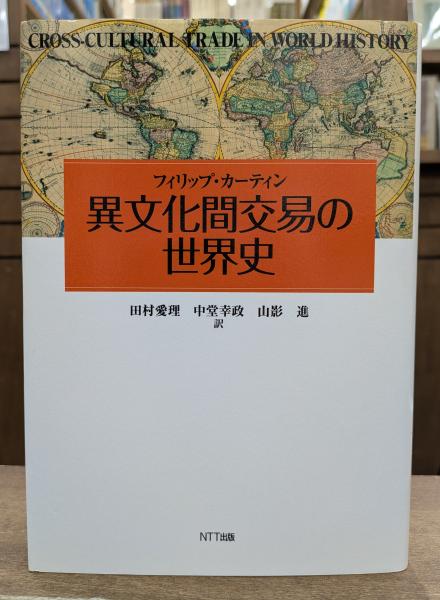 CROSS-CULTURAL TRADE IN WORLD HISTORY
フィリップ・カーティン
異文化間交易の
世界史
田村愛理 中堂幸政 山影 進
訳
NTT出版